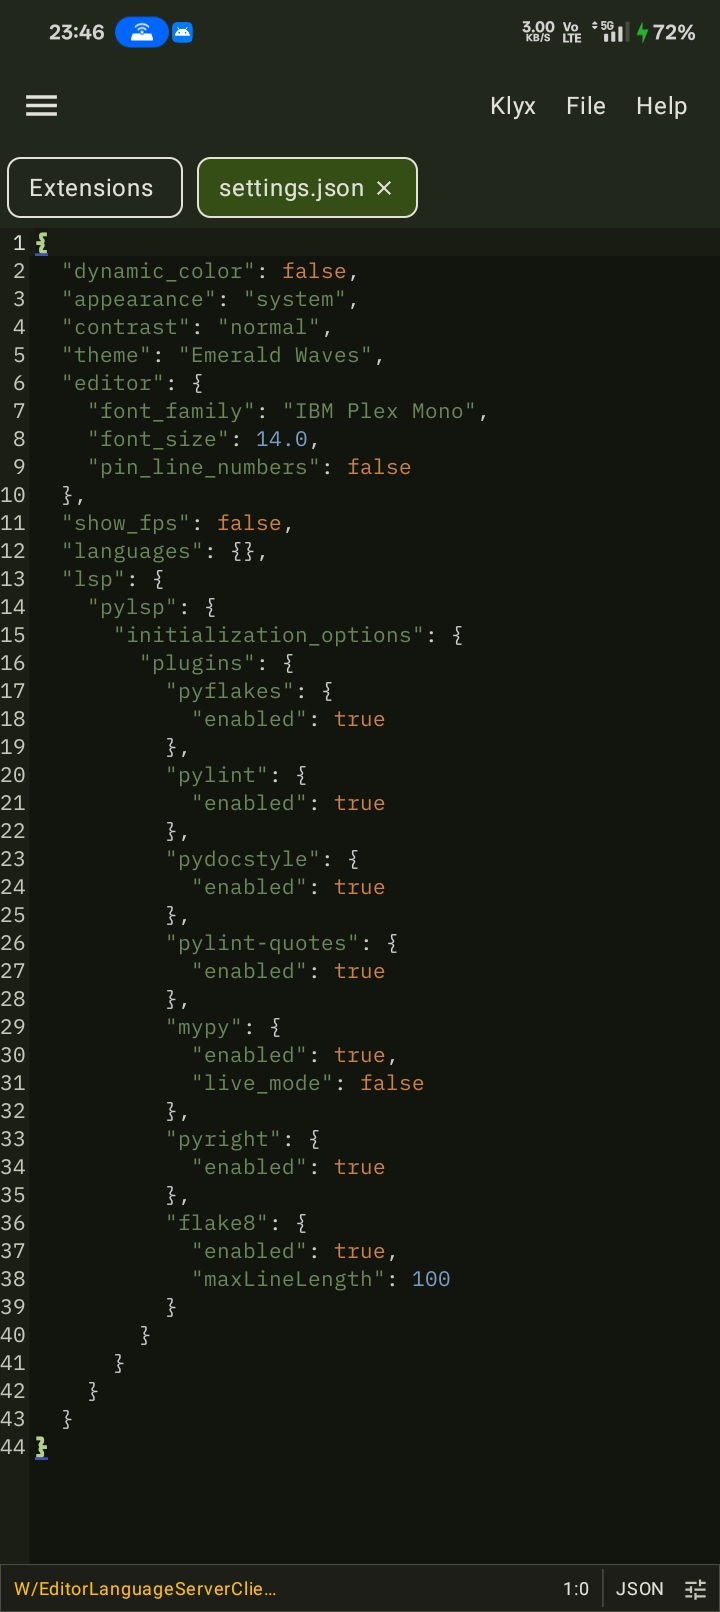 23:46 3.00 KB/S Vo LTE 5G 72%
Klyx File Help
Extensions settings.json ×
1 {
2   "dynamic_color": false,
3   "appearance": "system",
4   "contrast": "normal",
5   "theme": "Emerald Waves",
6   "editor": {
7     "font_family": "IBM Plex Mono",
8     "font_size": 14.0,
9     "pin_line_numbers": false
10   },
11   "show_fps": false,
12   "languages": {},
13   "lsp": {
14     "pylsp": {
15       "initialization_options": {
16         "plugins": {
17           "pyflakes": {
18             "enabled": true
19           },
20           "pylint": {
21             "enabled": true
22           },
23           "pydocstyle": {
24             "enabled": true
25           },
26           "pylint-quotes": {
27             "enabled": true
28           },
29           "mypy": {
30             "enabled": true,
31             "live_mode": false
32           },
33           "pyright": {
34             "enabled": true
35           },
36           "flake8": {
37             "enabled": true,
38             "maxLineLength": 100
39           }
40         }
41       }
42     }
43   }
44 }
W/EditorLanguageServerClie… 1:0 JSON